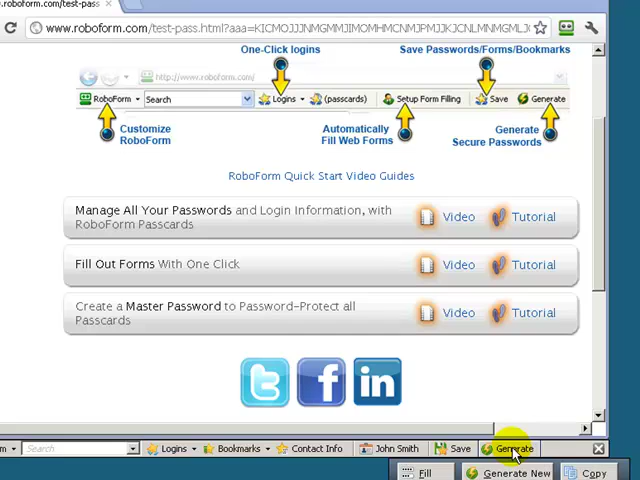 www.roboform.com/test-pass
www.roboform.com/test-pass.html?aaa=KICMOJJJNMGMMJIMOMHMCNMJPMJJKJNMGMLJ
One-Click logins
Save Passwords/Forms/Bookmarks
http://www.roboform.com/
RoboForm
Search
Logins
(passcards)
Setup Form Filling
Save
Generate
Customize
RoboForm
Automatically
Fill Web Forms
Generate
Secure Passwords
RoboForm Quick Start Video Guides
Manage All Your Passwords and Login Information, with
RoboForm Passcards
Video
Tutorial
Fill Out Forms With One Click
Video
Tutorial
Create a Master Password to Password-Protect all
Passcards
Video
Tutorial
in
Search
Logins
Bookmarks
Contact Info
John Smith
Save
Generate
Fill
Generate New
Copy